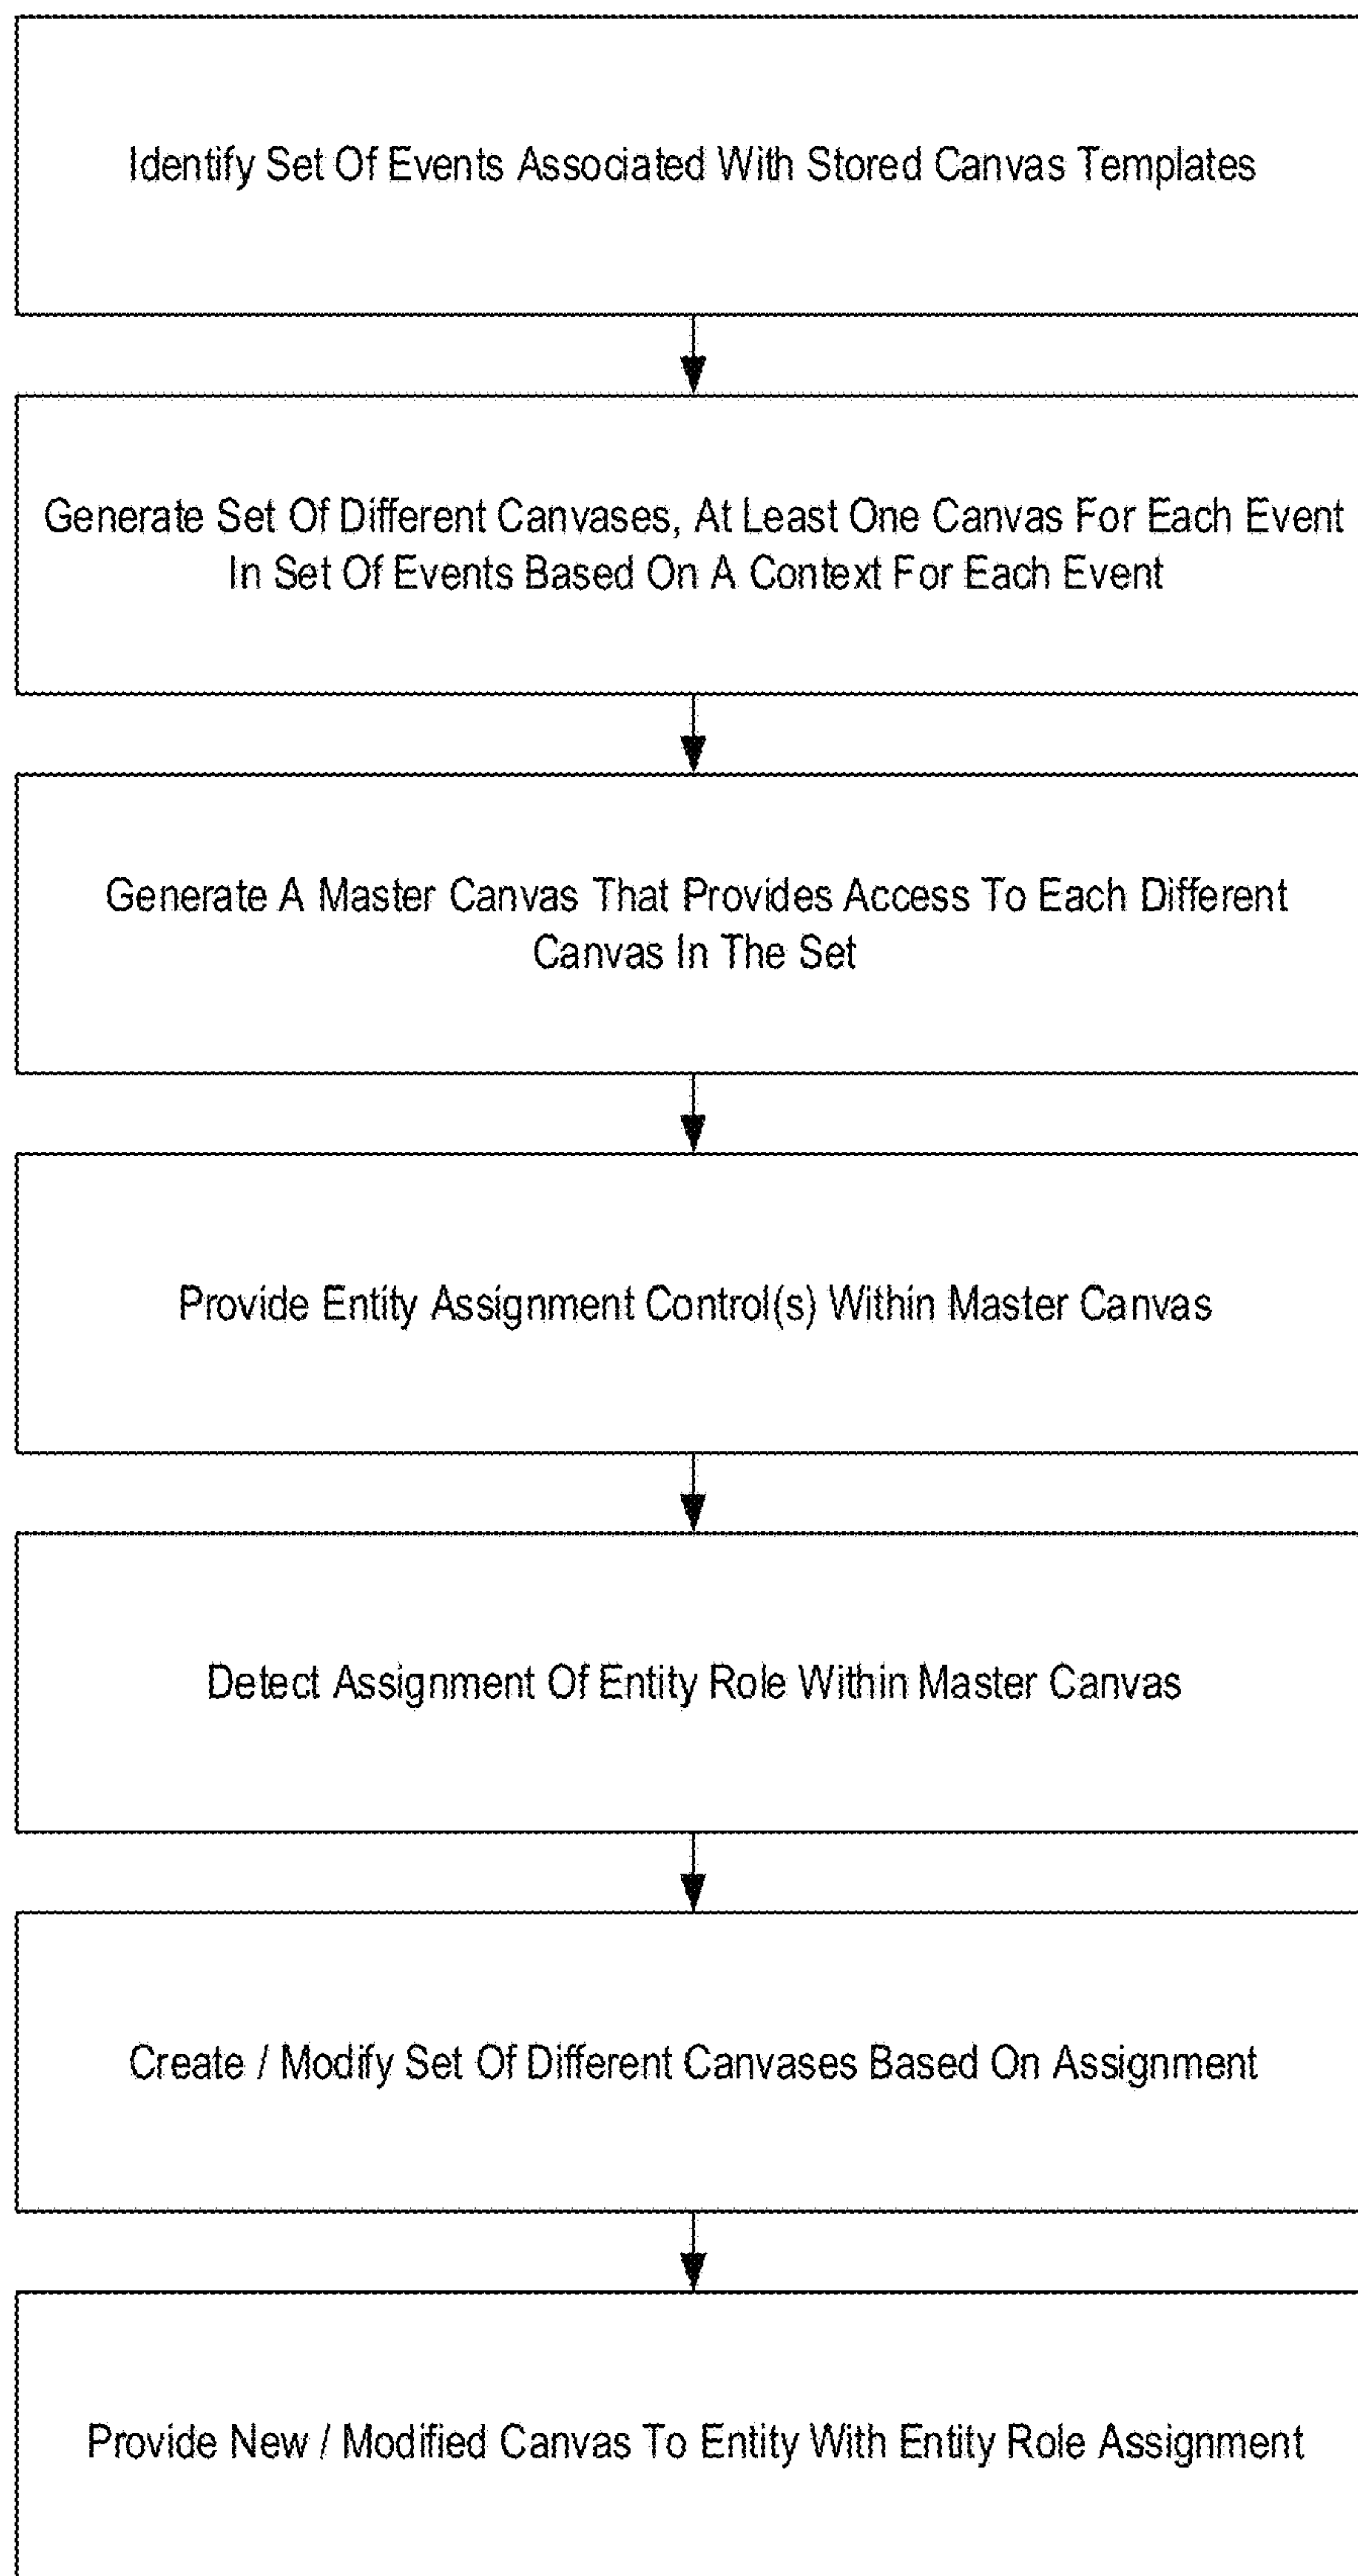 Identify Set Of Events Associated With Stored Canvas Templates
Generate Set Of Different Canvases, At Least One Canvas For Each Event
In Set Of Events Based On A Context For Each Event
Generate A Master Canvas That Provides Access To Each Different
Canvas In The Set
Provide Entity Assignment Control(s) Within Master Canvas
Detect Assignment Of Entity Role Within Master Canvas
Create / Modify Set Of Different Canvases Based On Assignment
Provide New / Modified Canvas To Entity With Entity Role Assignment